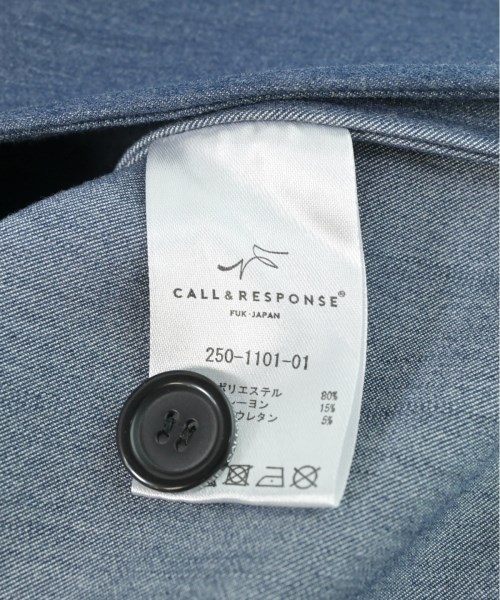 CALL & RESPONSE®
FUK・JAPAN
250-1101-01
ポリエステル 80%
ーヨン 15%
ウレタン 5%